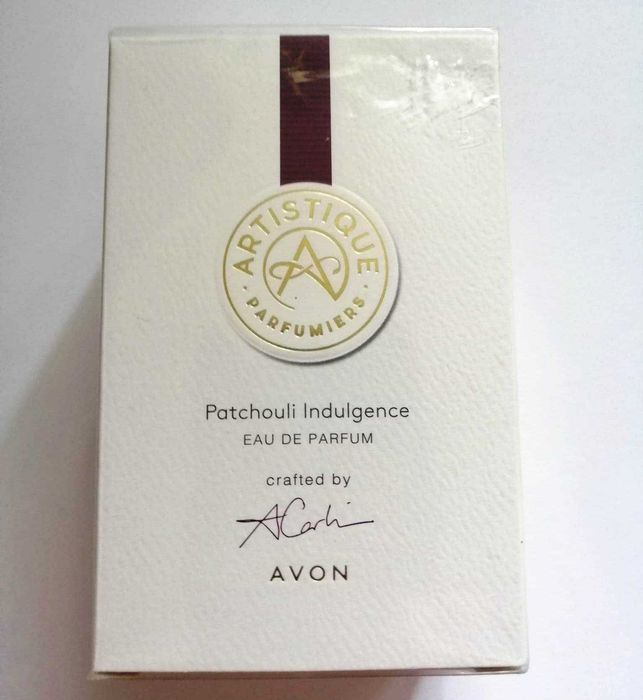 ARTISTIQUE
PARFUMIERS
Patchouli Indulgence
EAU DE PARFUM
crafted by
AVON